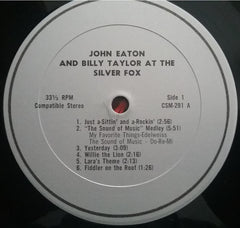 JOHN EATON
AND BILLY TAYLOR AT THE
SILVER FOX
33⅓ RPM
Compatible Stereo
Side 1
CSM-291 A
1. Just a-Sittin' and a-Rockin' (2:56)
2. "The Sound of Music" Medley (5:51)
My Favorite Things-Edelweiss
The Sound of Music - Do-Re-Mi
3. Yesterday (3:09)
4. Willie the Lion (2:16)
5. Lara's Theme (2:13)
6. Fiddler on the Roof (1:26)